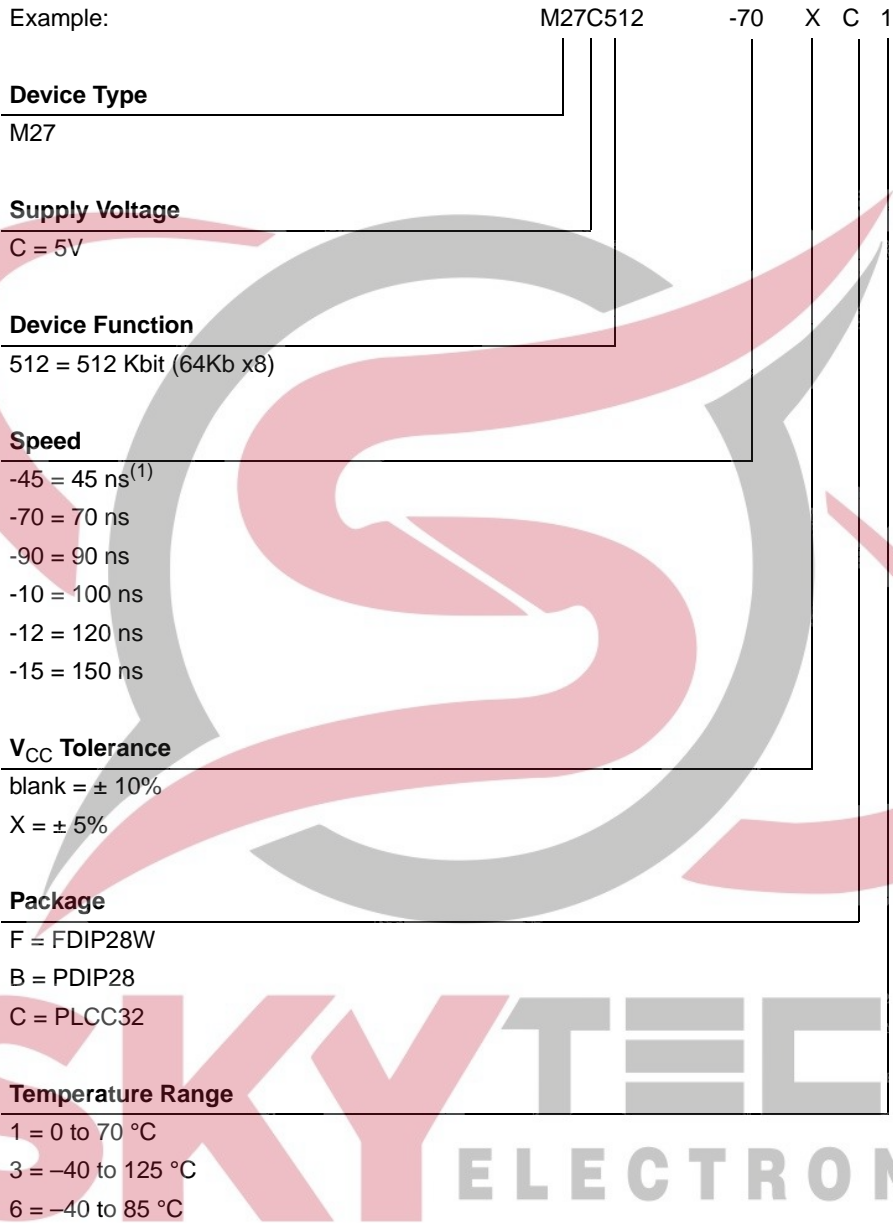 Example: M27C512 -70 X C 1
Device Type
M27
Supply Voltage
C = 5V
Device Function
512 = 512 Kbit (64Kb x8)
Speed
-45 = 45 ns(1)
-70 = 70 ns
-90 = 90 ns
-10 = 100 ns
-12 = 120 ns
-15 = 150 ns
VCC Tolerance
blank = ± 10%
X = ± 5%
Package
F = FDIP28W
B = PDIP28
C = PLCC32
Temperature Range
1 = 0 to 70 °C
3 = –40 to 125 °C
6 = –40 to 85 °C
SKYTEC
ELECTRON